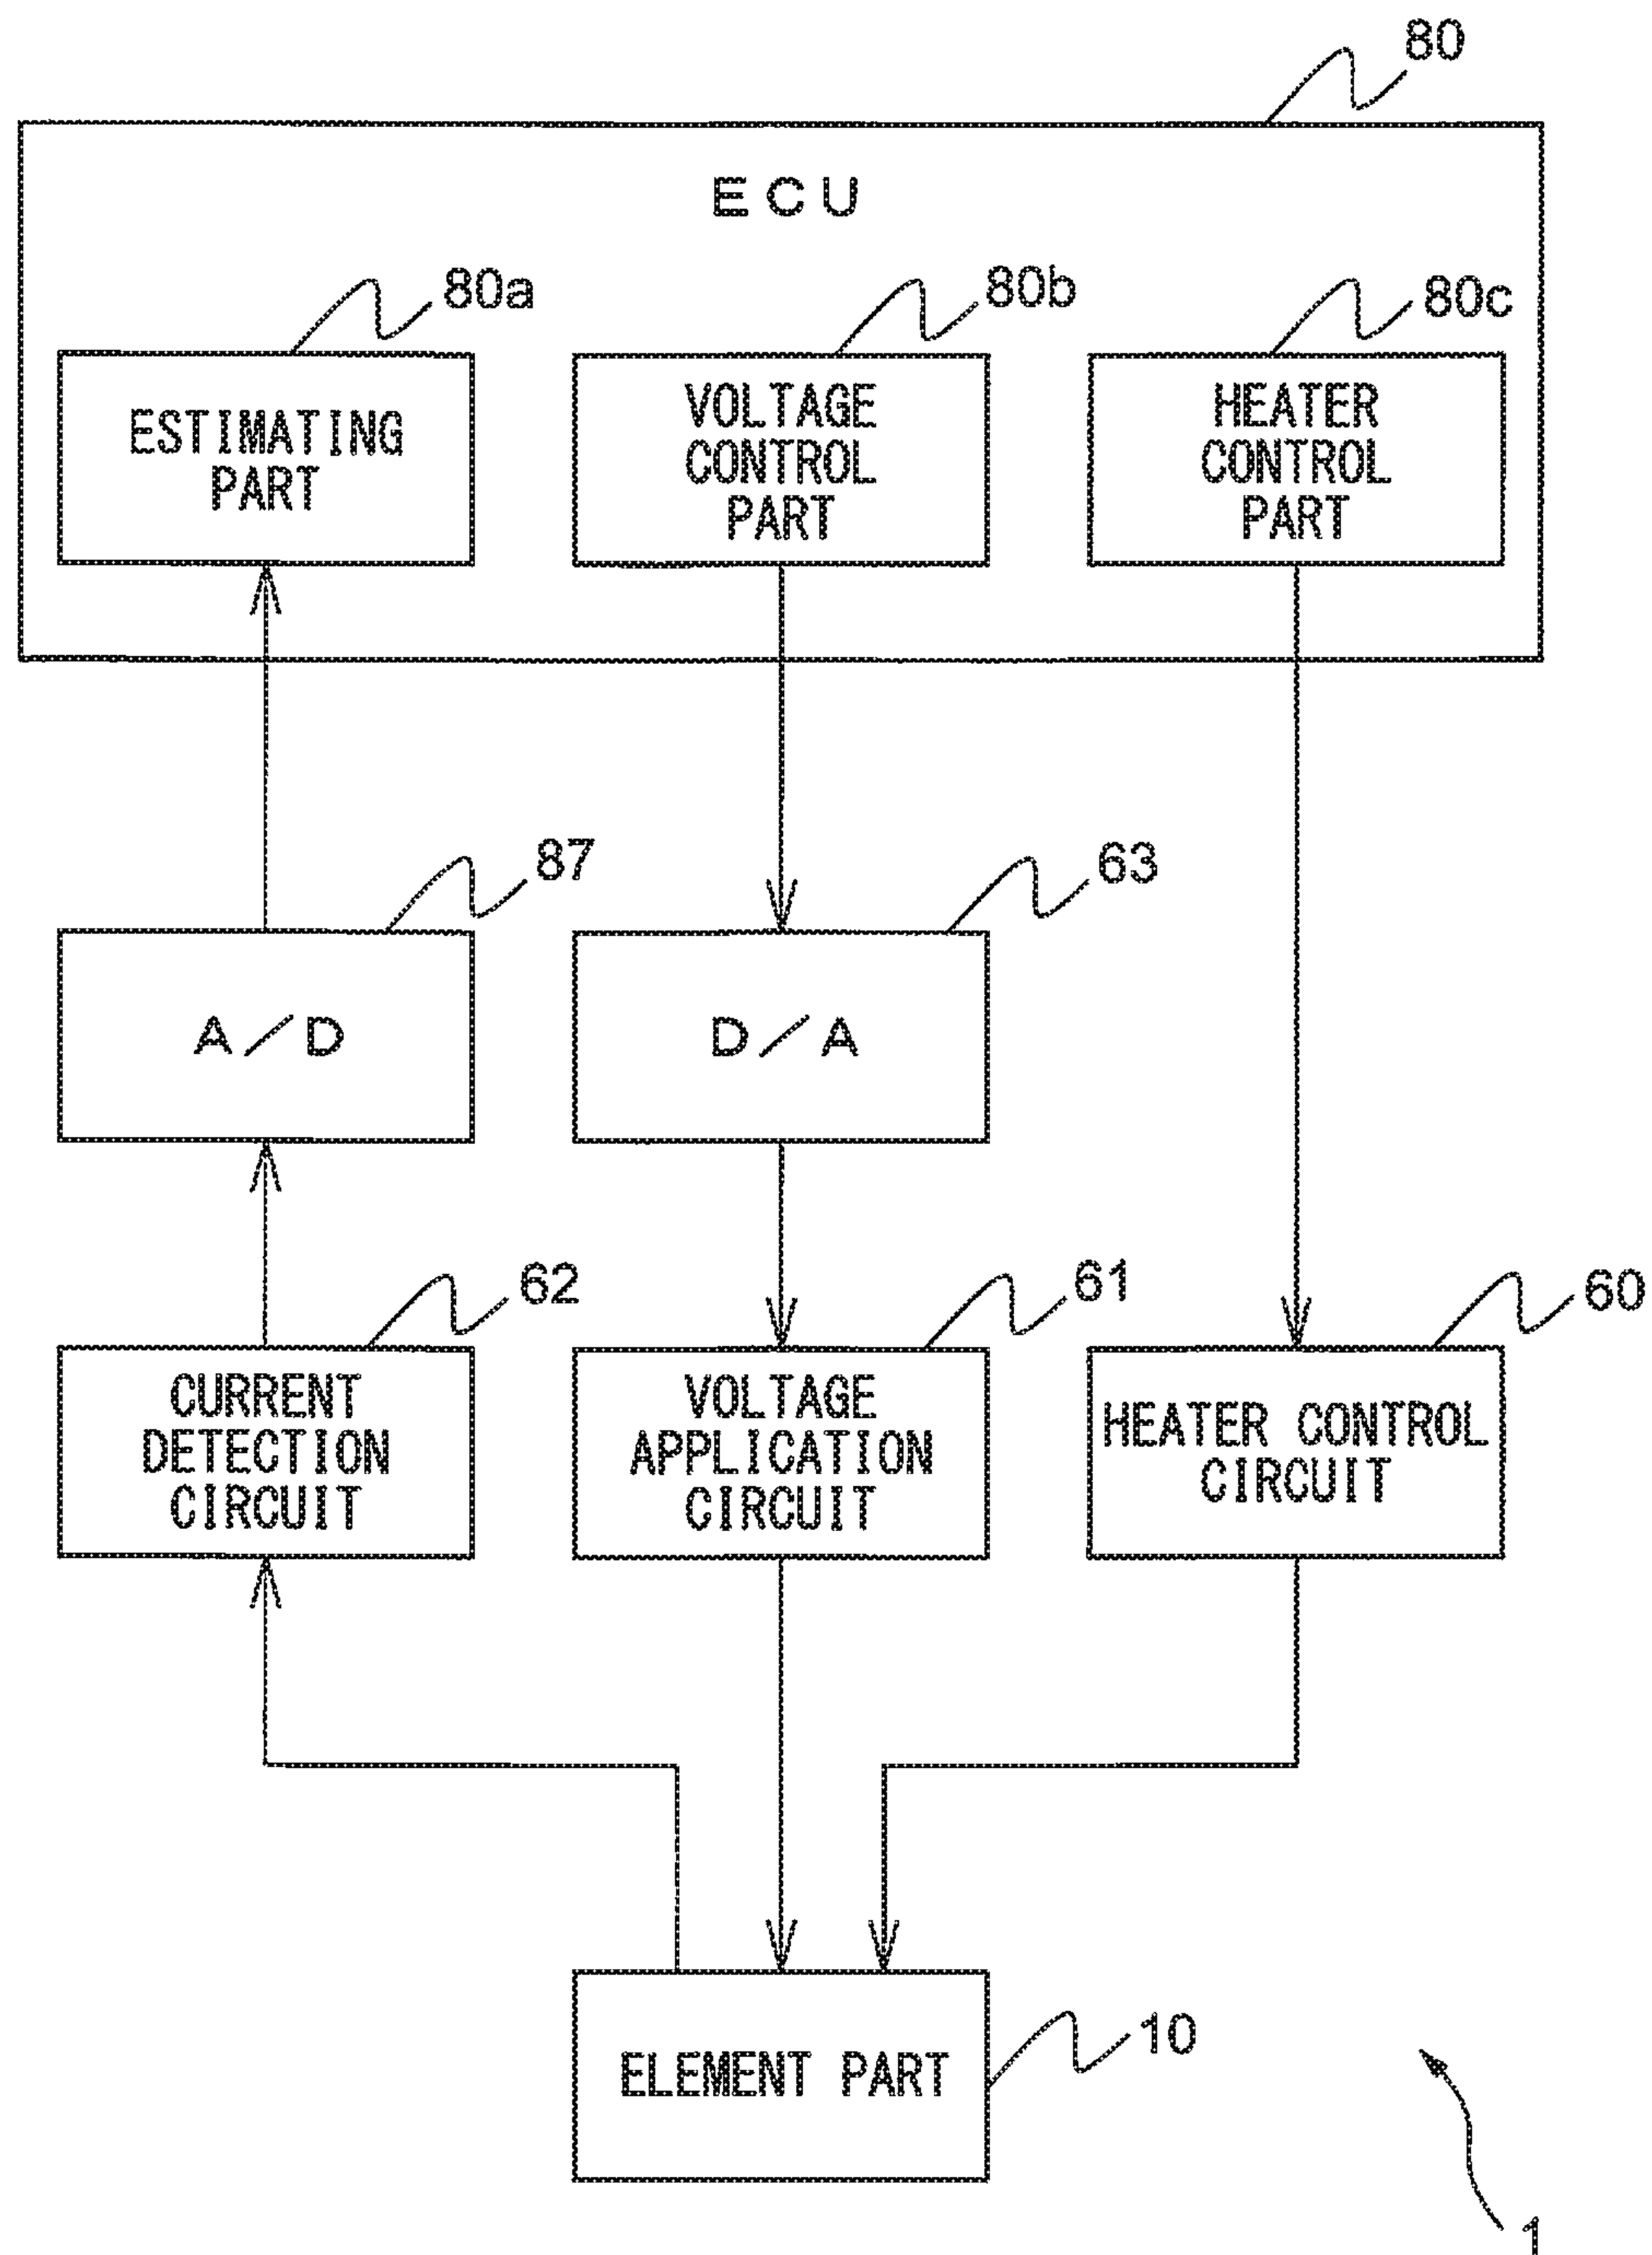 80
ECU
80a
80b
80c
ESTIMATING
PART
VOLTAGE
CONTROL
PART
HEATER
CONTROL
PART
87
63
A/D
D/A
62
61
60
CURRENT
DETECTION
CIRCUIT
VOLTAGE
APPLICATION
CIRCUIT
HEATER CONTROL
CIRCUIT
10
ELEMENT PART
1